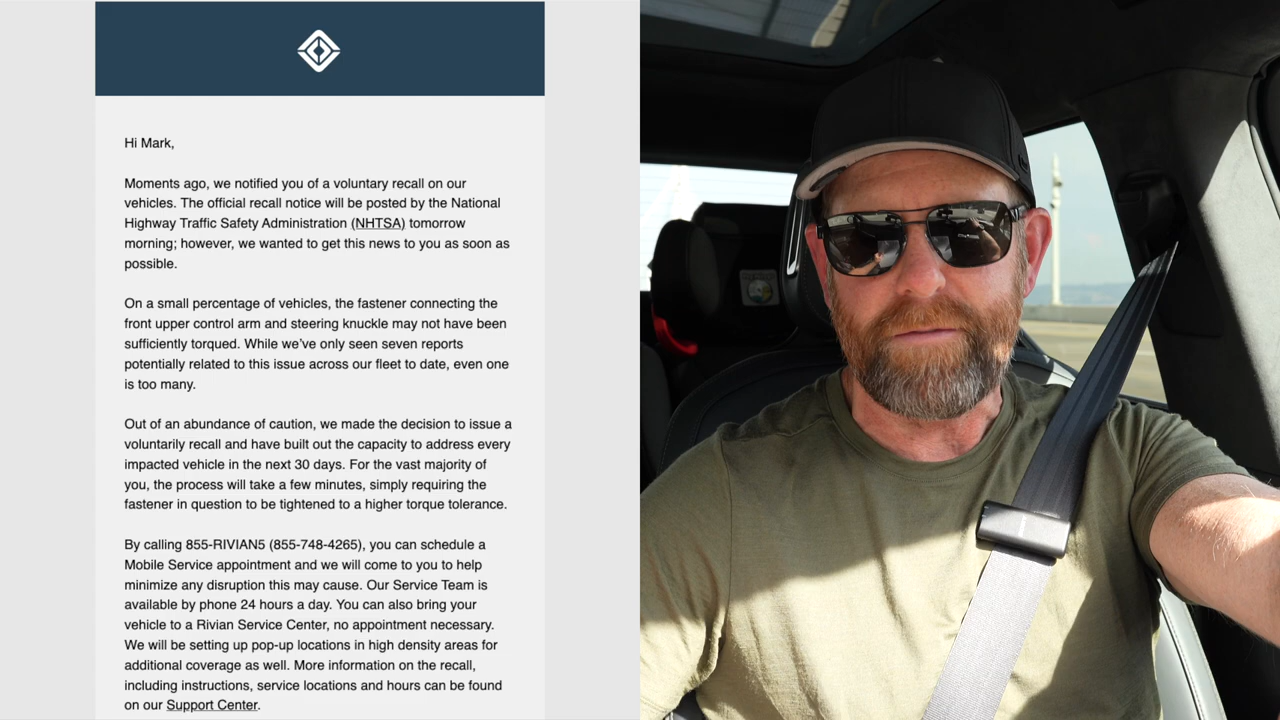 Hi Mark,
Moments ago, we notified you of a voluntary recall on our
vehicles. The official recall notice will be posted by the National
Highway Traffic Safety Administration (NHTSA) tomorrow
morning; however, we wanted to get this news to you as soon as
possible.
On a small percentage of vehicles, the fastener connecting the
front upper control arm and steering knuckle may not have been
sufficiently torqued. While we've only seen seven reports
potentially related to this issue across our fleet to date, even one
is too many.
Out of an abundance of caution, we made the decision to issue a
voluntarily recall and have built out the capacity to address every
impacted vehicle in the next 30 days. For the vast majority of
you, the process will take a few minutes, simply requiring the
fastener in question to be tightened to a higher torque tolerance.
By calling 855-RIVIAN5 (855-748-4265), you can schedule a
Mobile Service appointment and we will come to you to help
minimize any disruption this may cause. Our Service Team is
available by phone 24 hours a day. You can also bring your
vehicle to a Rivian Service Center, no appointment necessary.
We will be setting up pop-up locations in high density areas for
additional coverage as well. More information on the recall,
including instructions, service locations and hours can be found
on our Support Center.